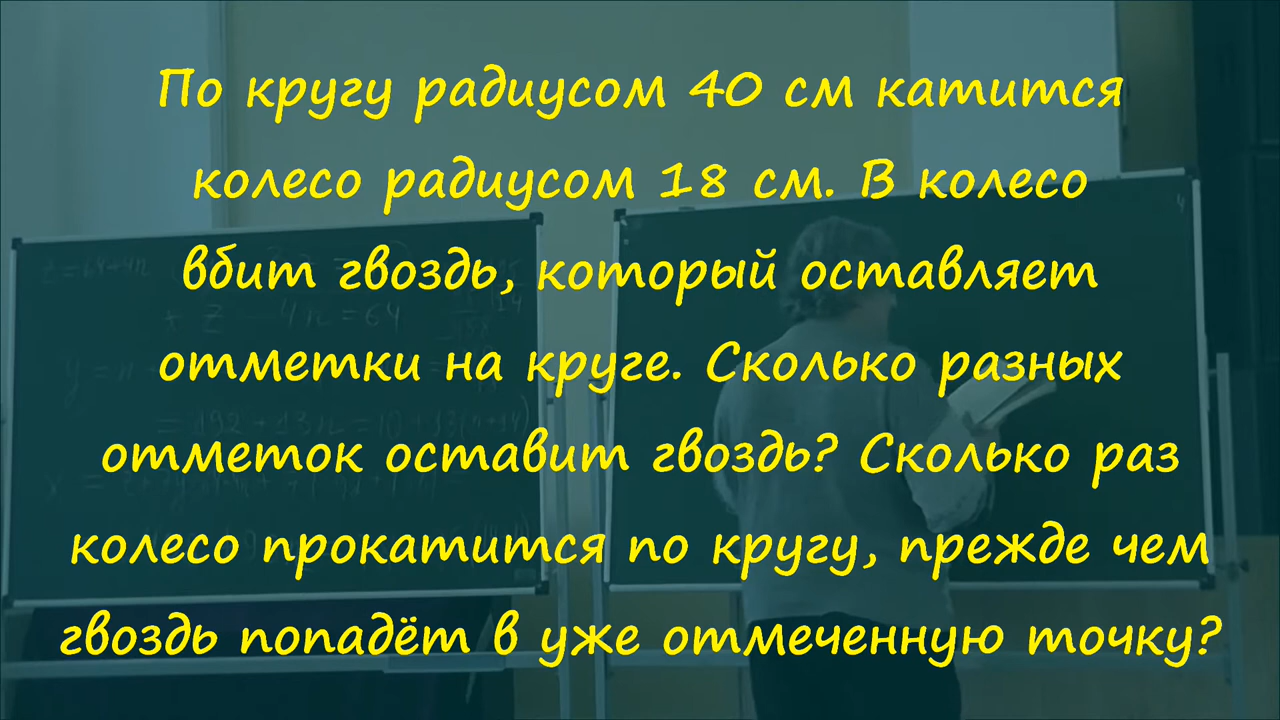 По кругу радиусом 40 см катится
колесо радиусом 18 см. В колесо
вбит гвоздь, который оставляет
отметки на круге. Сколько разных
отметок оставит гвоздь? Сколько раз
колесо прокатится по кругу, прежде чем
гвоздь попадёт в уже отмеченную точку?